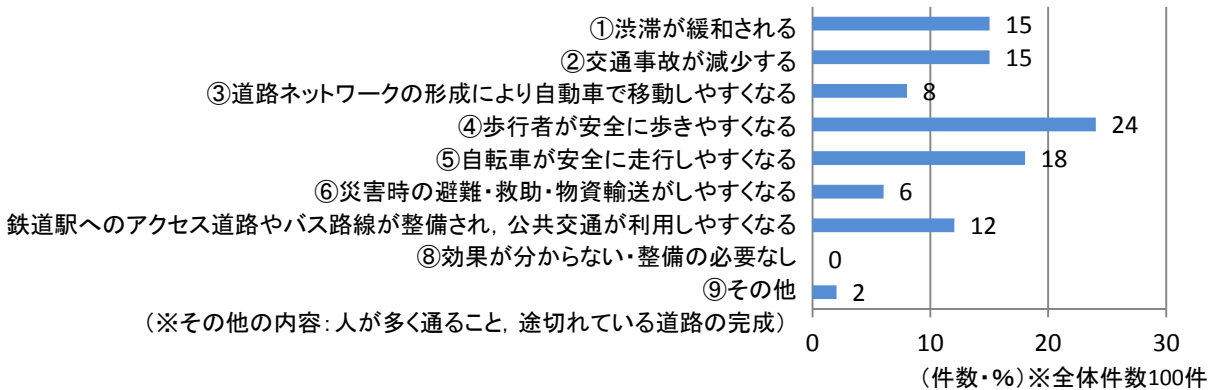 ①渋滞が緩和される 15
②交通事故が減少する 15
③道路ネットワークの形成により自動車で移動しやすくなる 8
④歩行者が安全に歩きやすくなる 24
⑤自転車が安全に走行しやすくなる 18
⑥災害時の避難・救助・物資輸送がしやすくなる 6
鉄道駅へのアクセス道路やバス路線が整備され，公共交通が利用しやすくなる 12
⑧効果が分からない・整備の必要なし 0
⑨その他 2
（※その他の内容：人が多く通ること，途切れている道路の完成）
0 10 20 30
（件数・%）※全体件数100件